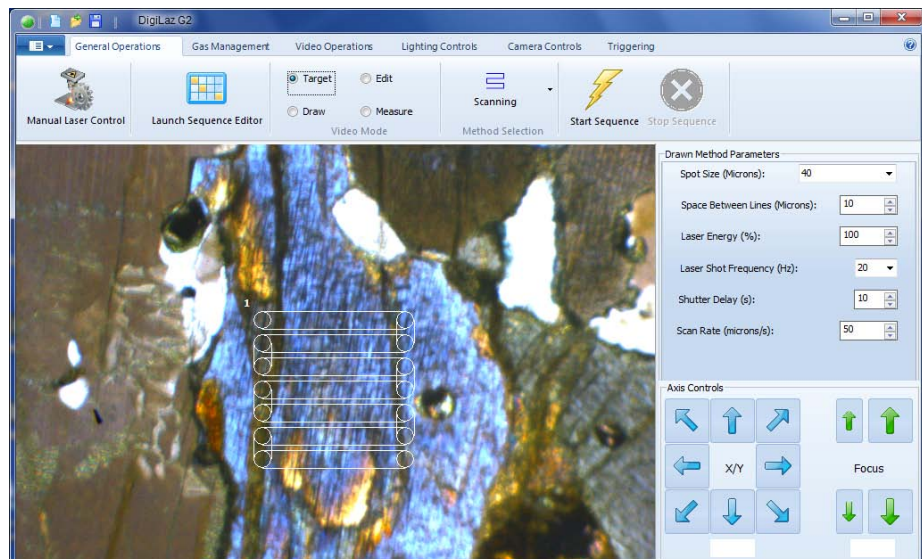 DigiLaz G2
General Operations Gas Management Video Operations Lighting Controls Camera Controls Triggering
Manual Laser Control
Launch Sequence Editor
Target Edit
Draw Measure
Video Mode
Scanning
Method Selection
Start Sequence
Stop Sequence
1
Drawn Method Parameters
Spot Size (Microns): 40
Space Between Lines (Microns): 10
Laser Energy (%): 100
Laser Shot Frequency (Hz): 20
Shutter Delay (s): 10
Scan Rate (microns/s): 50
Axis Controls
X/Y
Focus